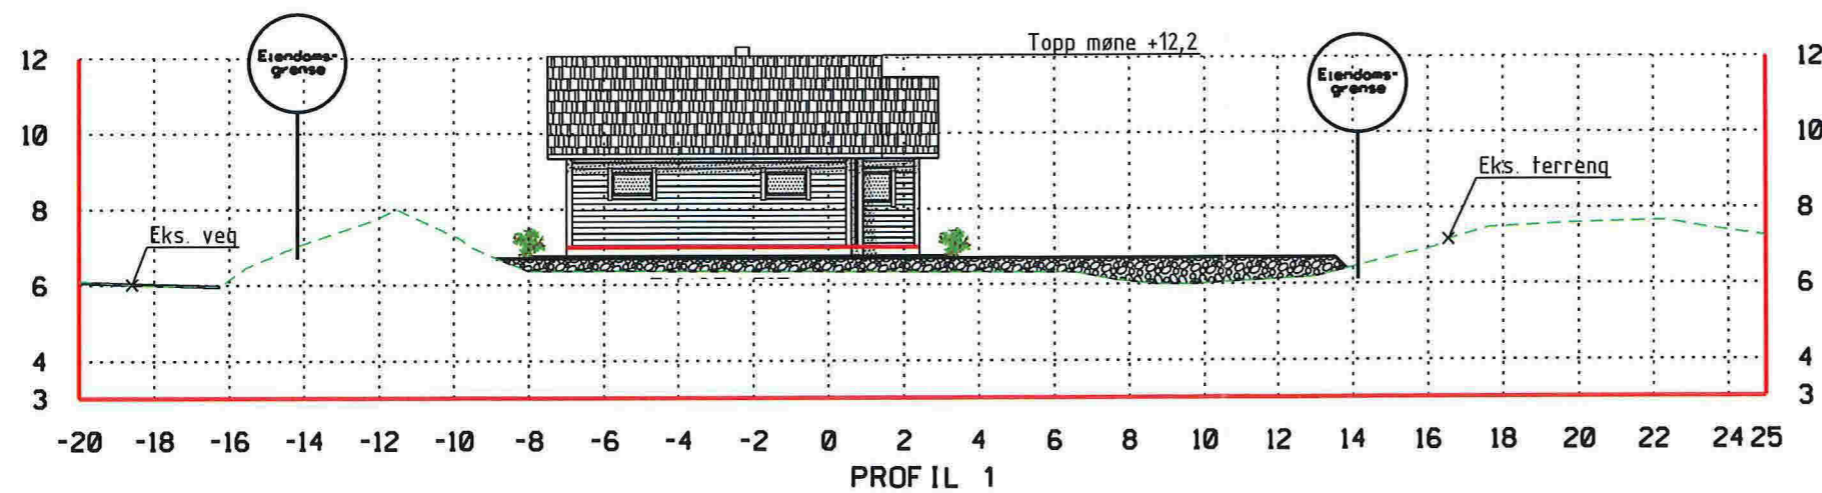 Topp møne +12,2
Eiendoms-
grense
Eiendoms-
grense
12
12
10
10
Eks. terreng
8
8
Eks. veg
6
6
4
4
3
3
-20 -18 -16 -14 -12 -10 -8 -6 -4 -2 0 2 4 6 8 10 12 14 16 18 20 22 24 25
PROFIL 1